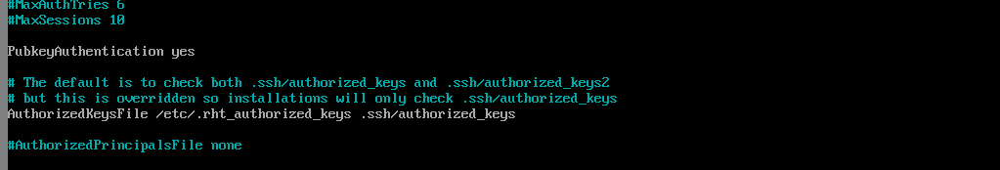 #MaxAuthTries 6
#MaxSessions 10
PubkeyAuthentication yes
# The default is to check both .ssh/authorized_keys and .ssh/authorized_keys2
# but this is overridden so installations will only check .ssh/authorized_keys
AuthorizedKeysFile /etc/.rht_authorized_keys .ssh/authorized_keys
#AuthorizedPrincipalsFile none